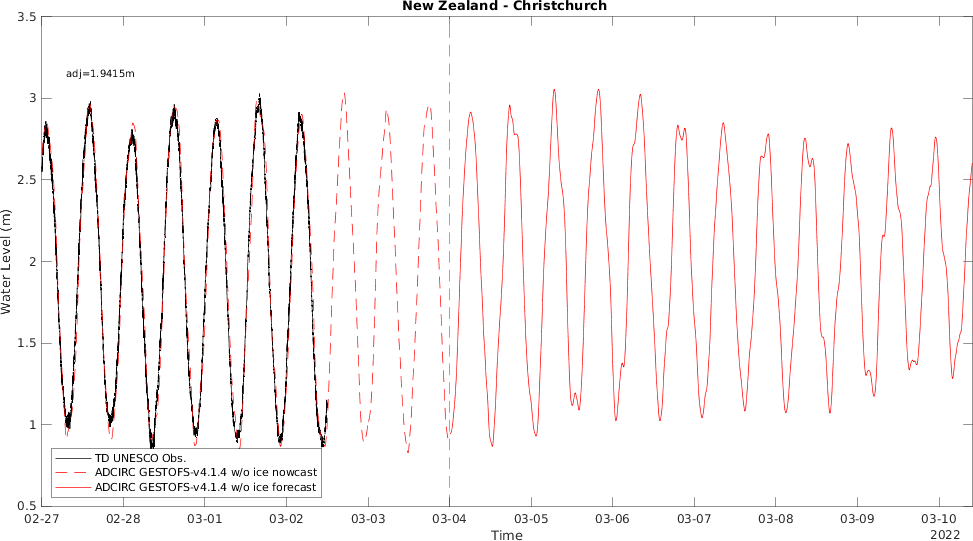 New Zealand - Christchurch
3.5
adj=1.9415m
3
2.5
2
Water Level (m)
1.5
1
TD UNESCO Obs.
ADCIRC GESTOFS-v4.1.4 w/o ice nowcast
ADCIRC GESTOFS-v4.1.4 w/o ice forecast
0.5
02-27 02-28 03-01 03-02 03-03 03-04 03-05 03-06 03-07 03-08 03-09 03-10
Time
2022